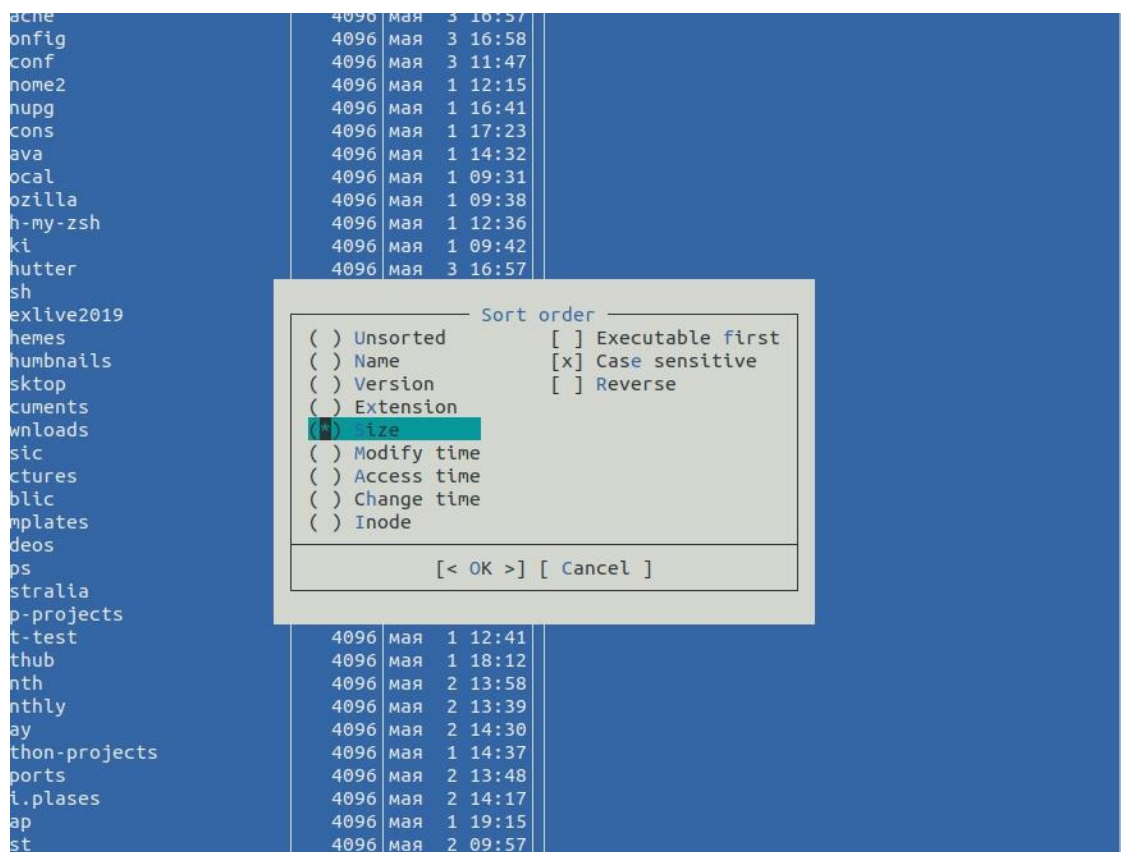 ache 4096 мая 3 16:57
onfig 4096 мая 3 16:58
conf 4096 мая 3 11:47
nome2 4096 мая 1 12:15
nupg 4096 мая 1 16:41
cons 4096 мая 1 17:23
ava 4096 мая 1 14:32
ocal 4096 мая 1 09:31
ozilla 4096 мая 1 09:38
h-my-zsh 4096 мая 1 12:36
ki 4096 мая 1 09:42
hutter 4096 мая 3 16:57
sh
exlive2019
hemes
humbnails
sktop
cuments
wnloads
sic
ctures
blic
mplates
deos
ps
stralia
p-projects
Sort order
( ) Unsorted [ ] Executable first
( ) Name [x] Case sensitive
( ) Version [ ] Reverse
( ) Extension
(*) Size
( ) Modify time
( ) Access time
( ) Change time
( ) Inode
[< OK >] [ Cancel ]
t-test 4096 мая 1 12:41
thub 4096 мая 1 18:12
nth 4096 мая 2 13:58
nthly 4096 мая 2 13:39
ay 4096 мая 2 14:30
thon-projects 4096 мая 1 14:37
ports 4096 мая 2 13:48
i.plases 4096 мая 2 14:17
ap 4096 мая 1 19:15
st 4096 мая 2 09:57